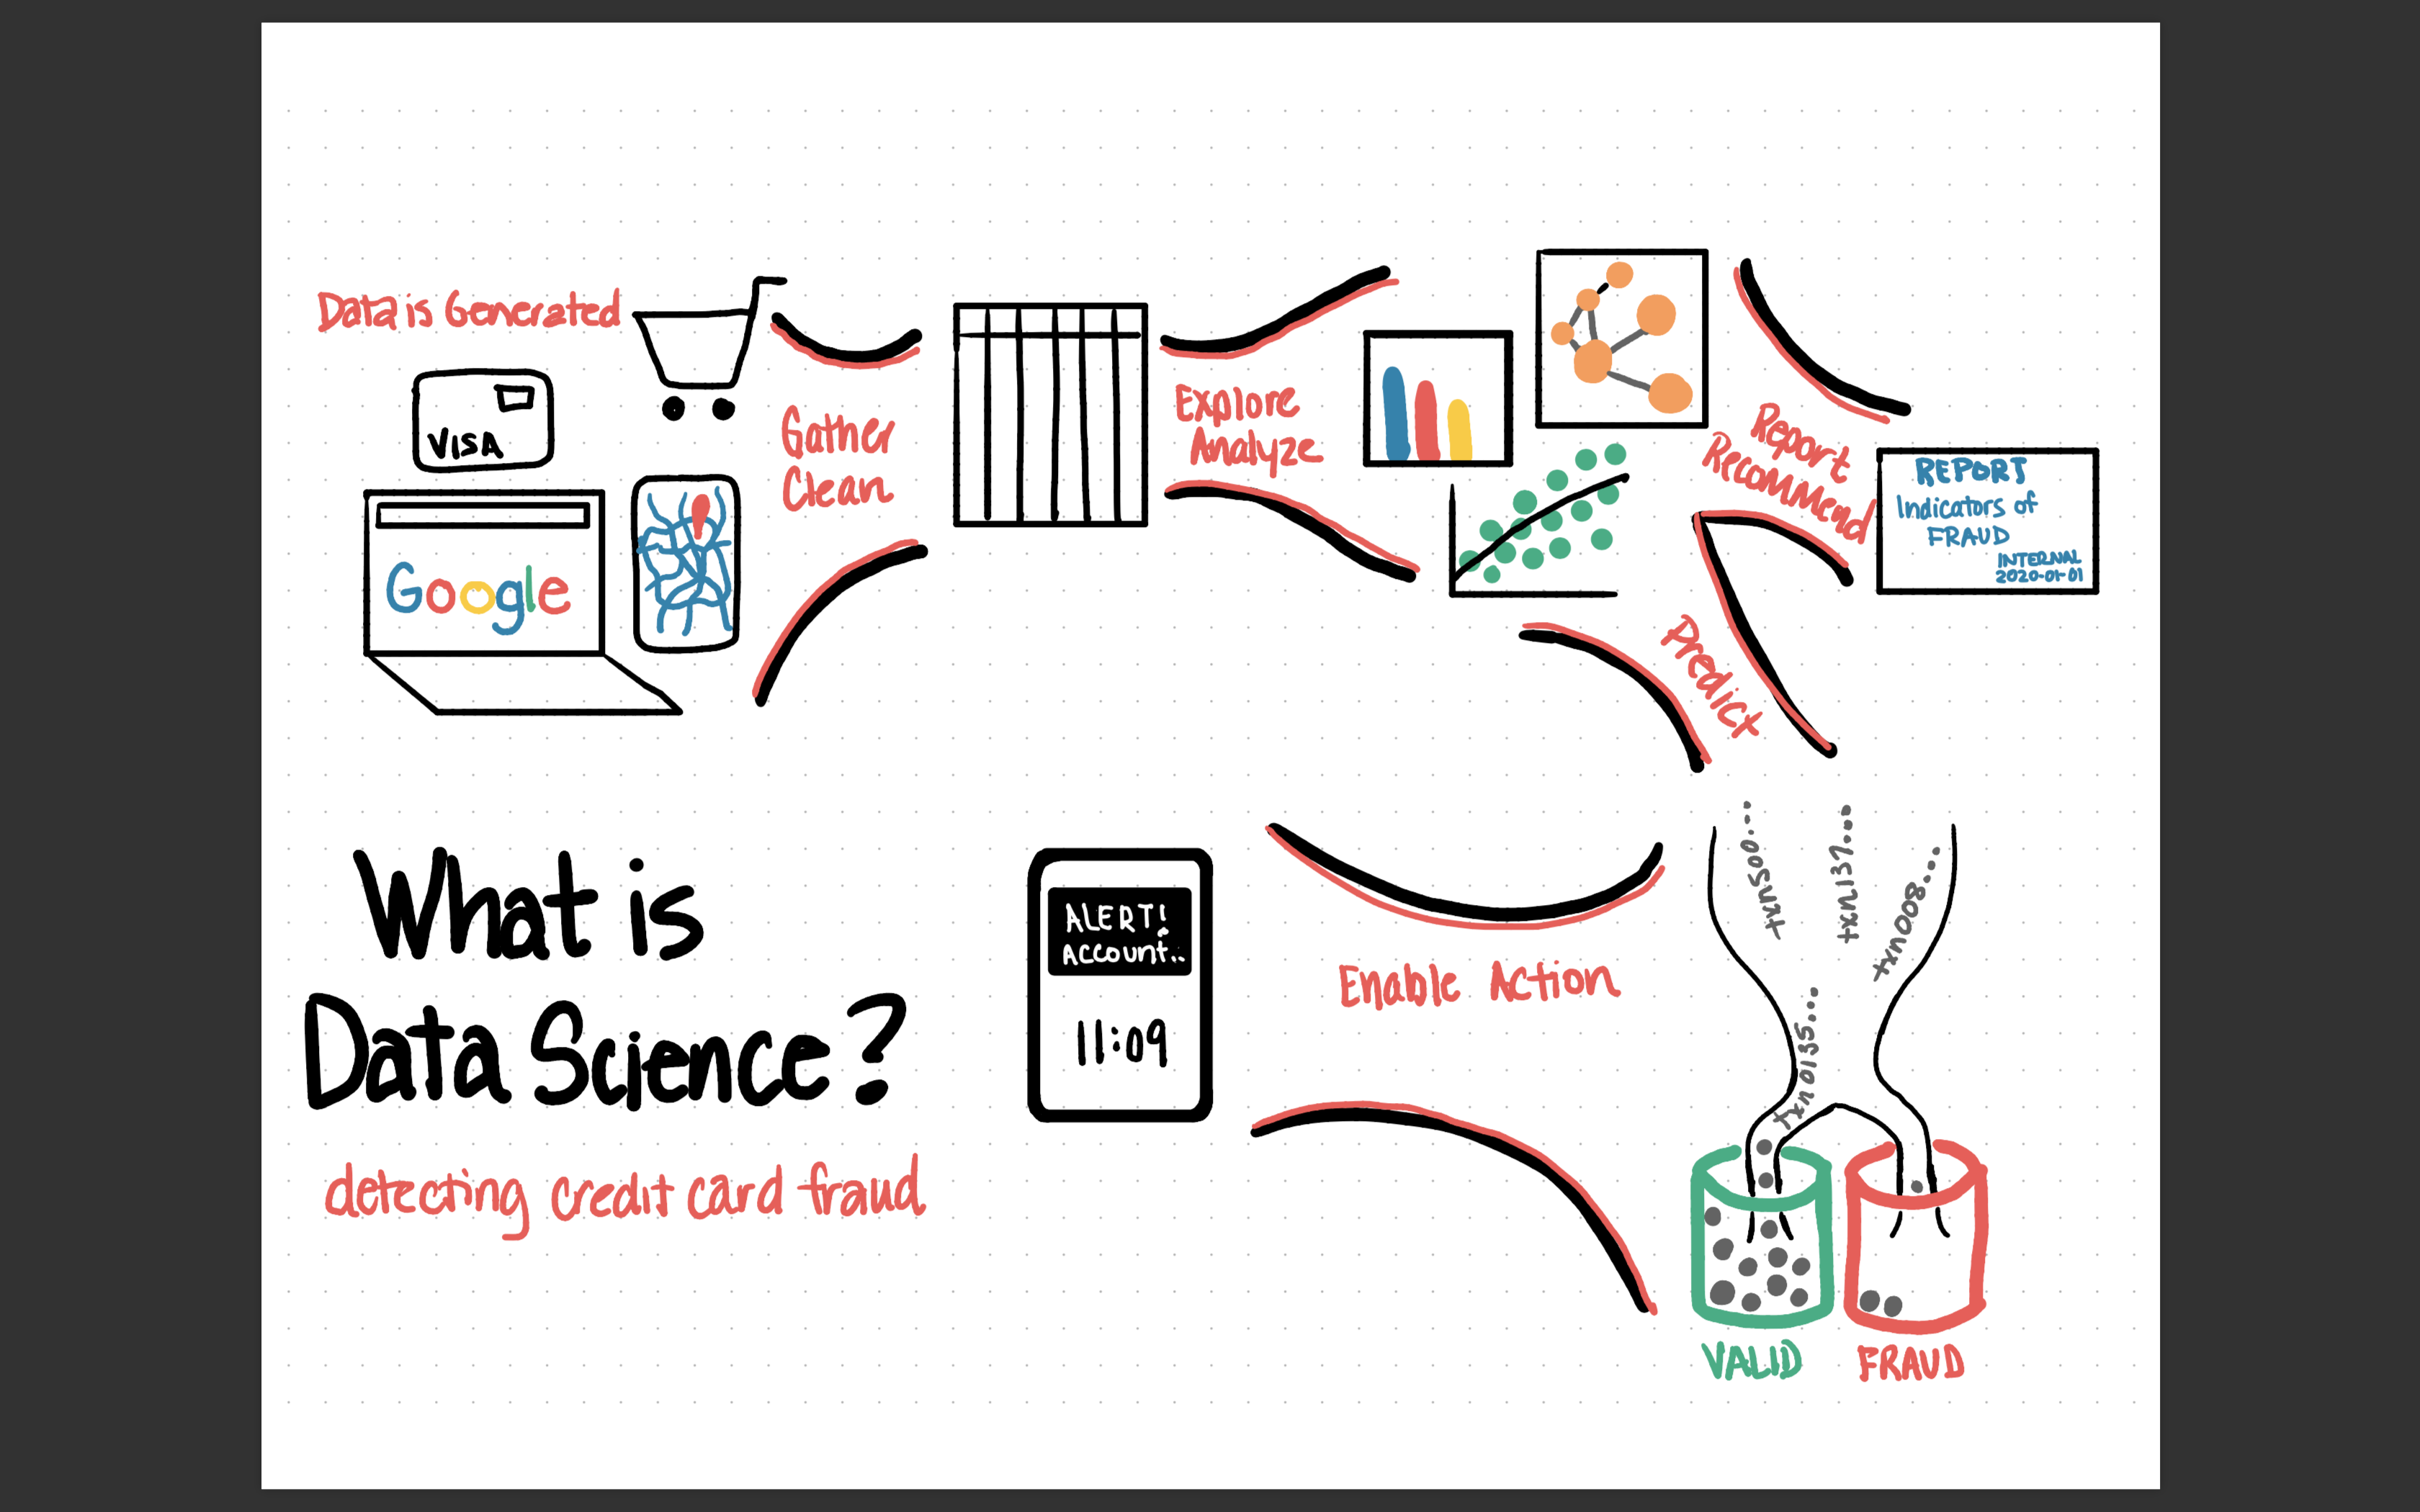 Data is Generated
VISA
Google
Gather
Clean
Explore
Analyze
Report
Recommend
REPORT
Indicators of
FRAUD
INTERNAL
2020-01-01
Predict
What is
Data Science?
detecting credit card fraud
ALERT!
Account..
11:09
Enable Action
txn500...
txn137...
txn008...
txn0135...
VALID
FRAUD